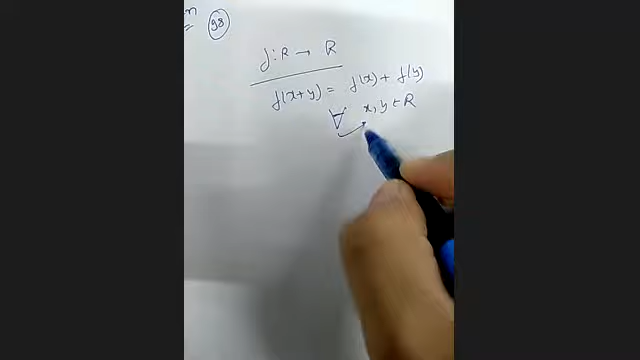 98
f: R → R
f(x+y) = f(x) + f(y)
∀ x, y ∈ R